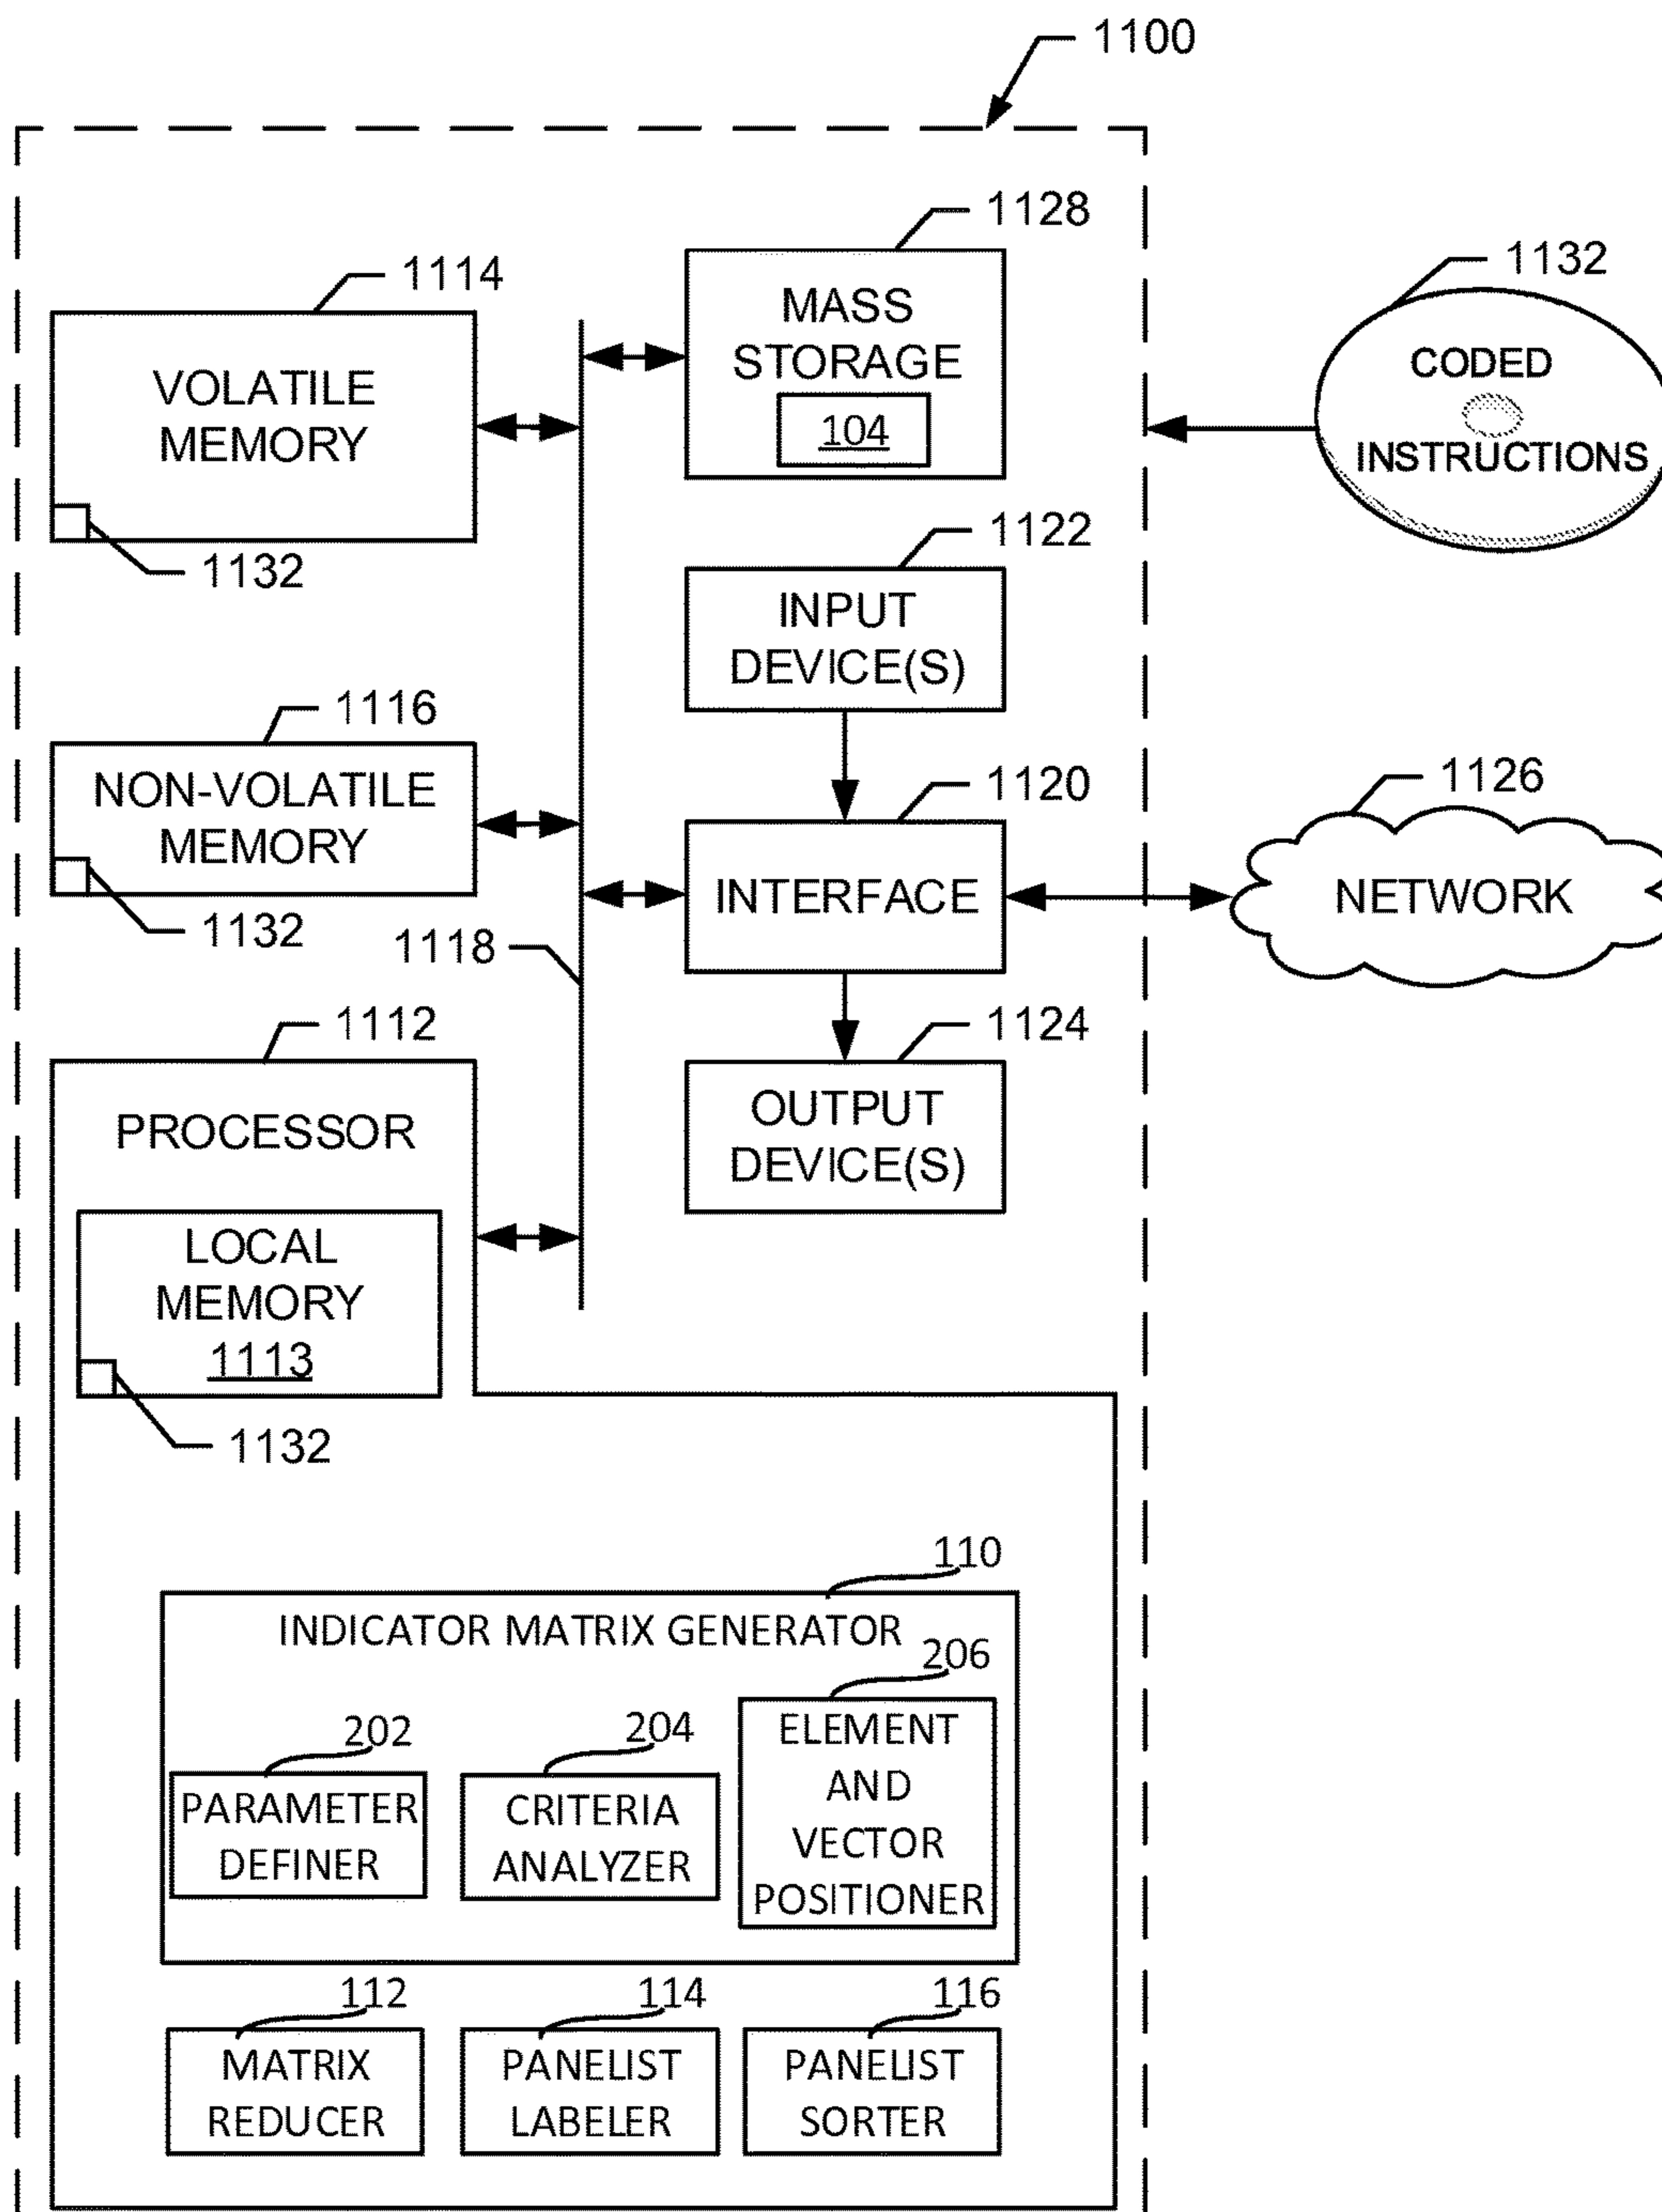 1100
1128
MASS
STORAGE
104
1114
VOLATILE
MEMORY
1132
1132
CODED
INSTRUCTIONS
1122
INPUT
DEVICE(S)
1116
NON-VOLATILE
MEMORY
1132
1118
1120
INTERFACE
1126
NETWORK
1112
PROCESSOR
1124
OUTPUT
DEVICE(S)
LOCAL
MEMORY
1113
1132
110
INDICATOR MATRIX GENERATOR
202
PARAMETER
DEFINER
204
CRITERIA
ANALYZER
206
ELEMENT
AND
VECTOR
POSITIONER
112
MATRIX
REDUCER
114
PANELIST
LABELER
116
PANELIST
SORTER